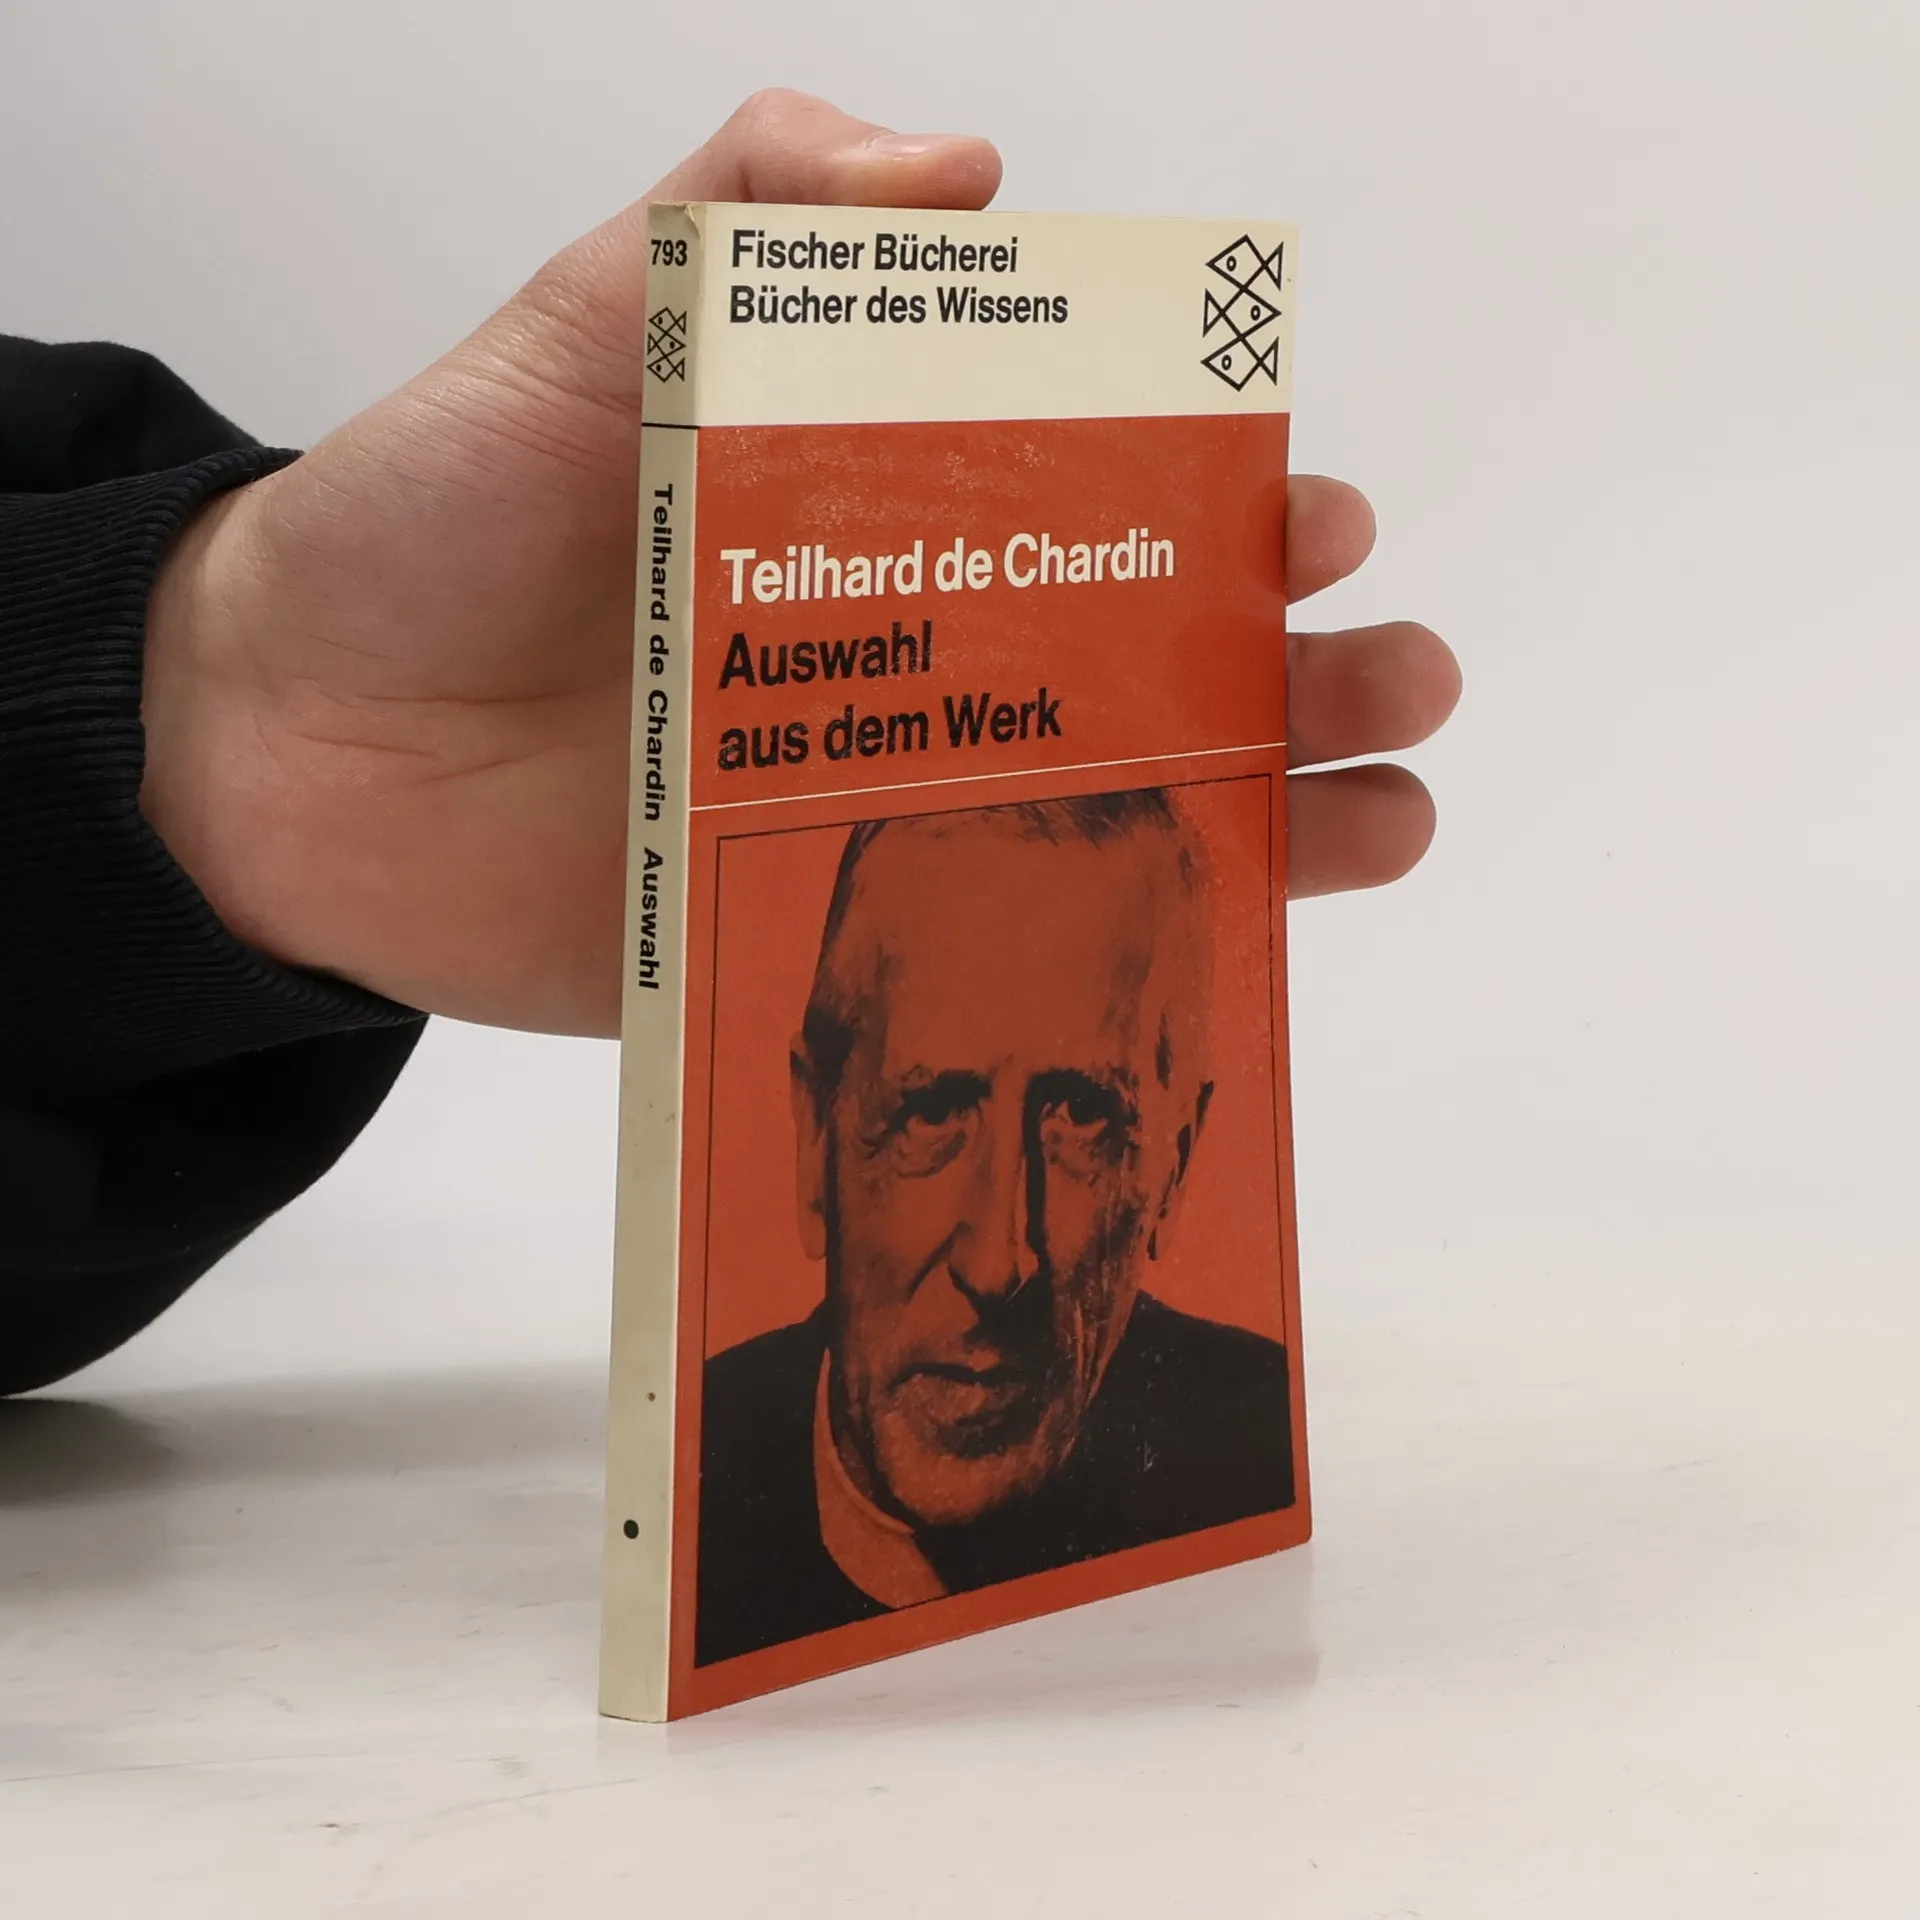 793
Fischer Bücherei
Bücher des Wissens
Teilhard de Chardin
Auswahl
aus dem Werk
Teilhard de Chardin Auswahl